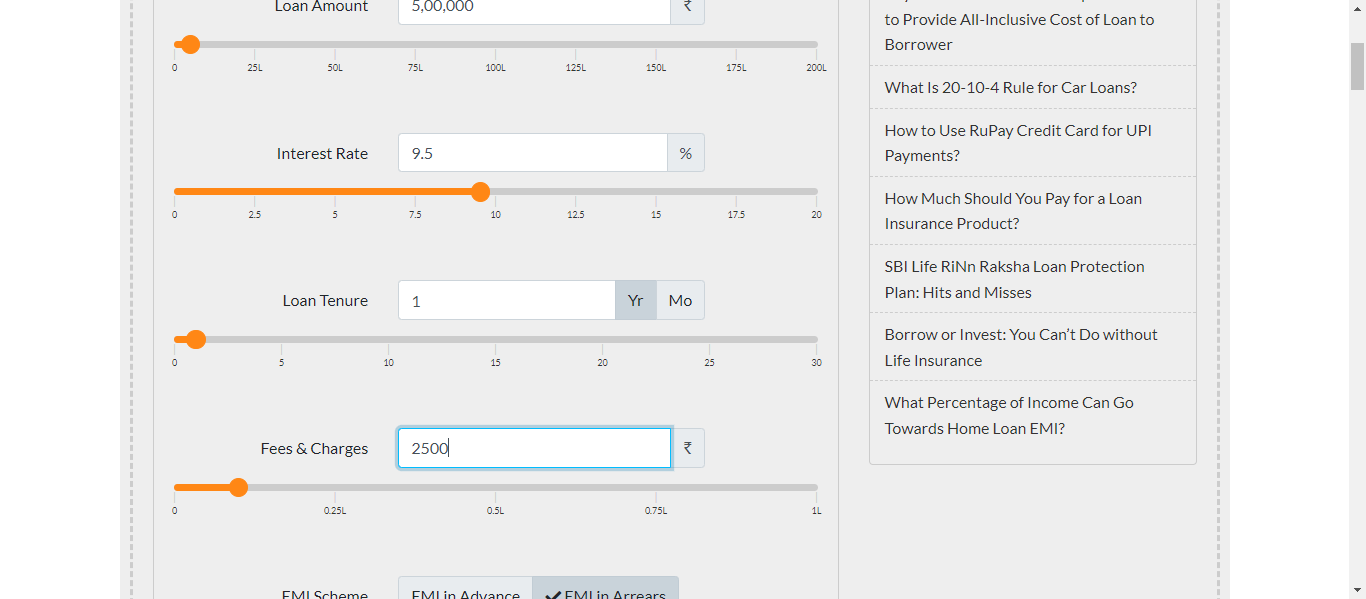 Loan Amount 5,00,000 ₹
0 25L 50L 75L 100L 125L 150L 175L 200L
Interest Rate 9.5 %
0 2.5 5 7.5 10 12.5 15 17.5 20
Loan Tenure 1 Yr Mo
0 5 10 15 20 25 30
Fees & Charges 2500 ₹
0 0.25L 0.5L 0.75L 1L
EMI Scheme EMI in Advance EMI in Arrears
to Provide All-Inclusive Cost of Loan to
Borrower
What Is 20-10-4 Rule for Car Loans?
How to Use RuPay Credit Card for UPI
Payments?
How Much Should You Pay for a Loan
Insurance Product?
SBI Life RiNn Raksha Loan Protection
Plan: Hits and Misses
Borrow or Invest: You Can’t Do without
Life Insurance
What Percentage of Income Can Go
Towards Home Loan EMI?